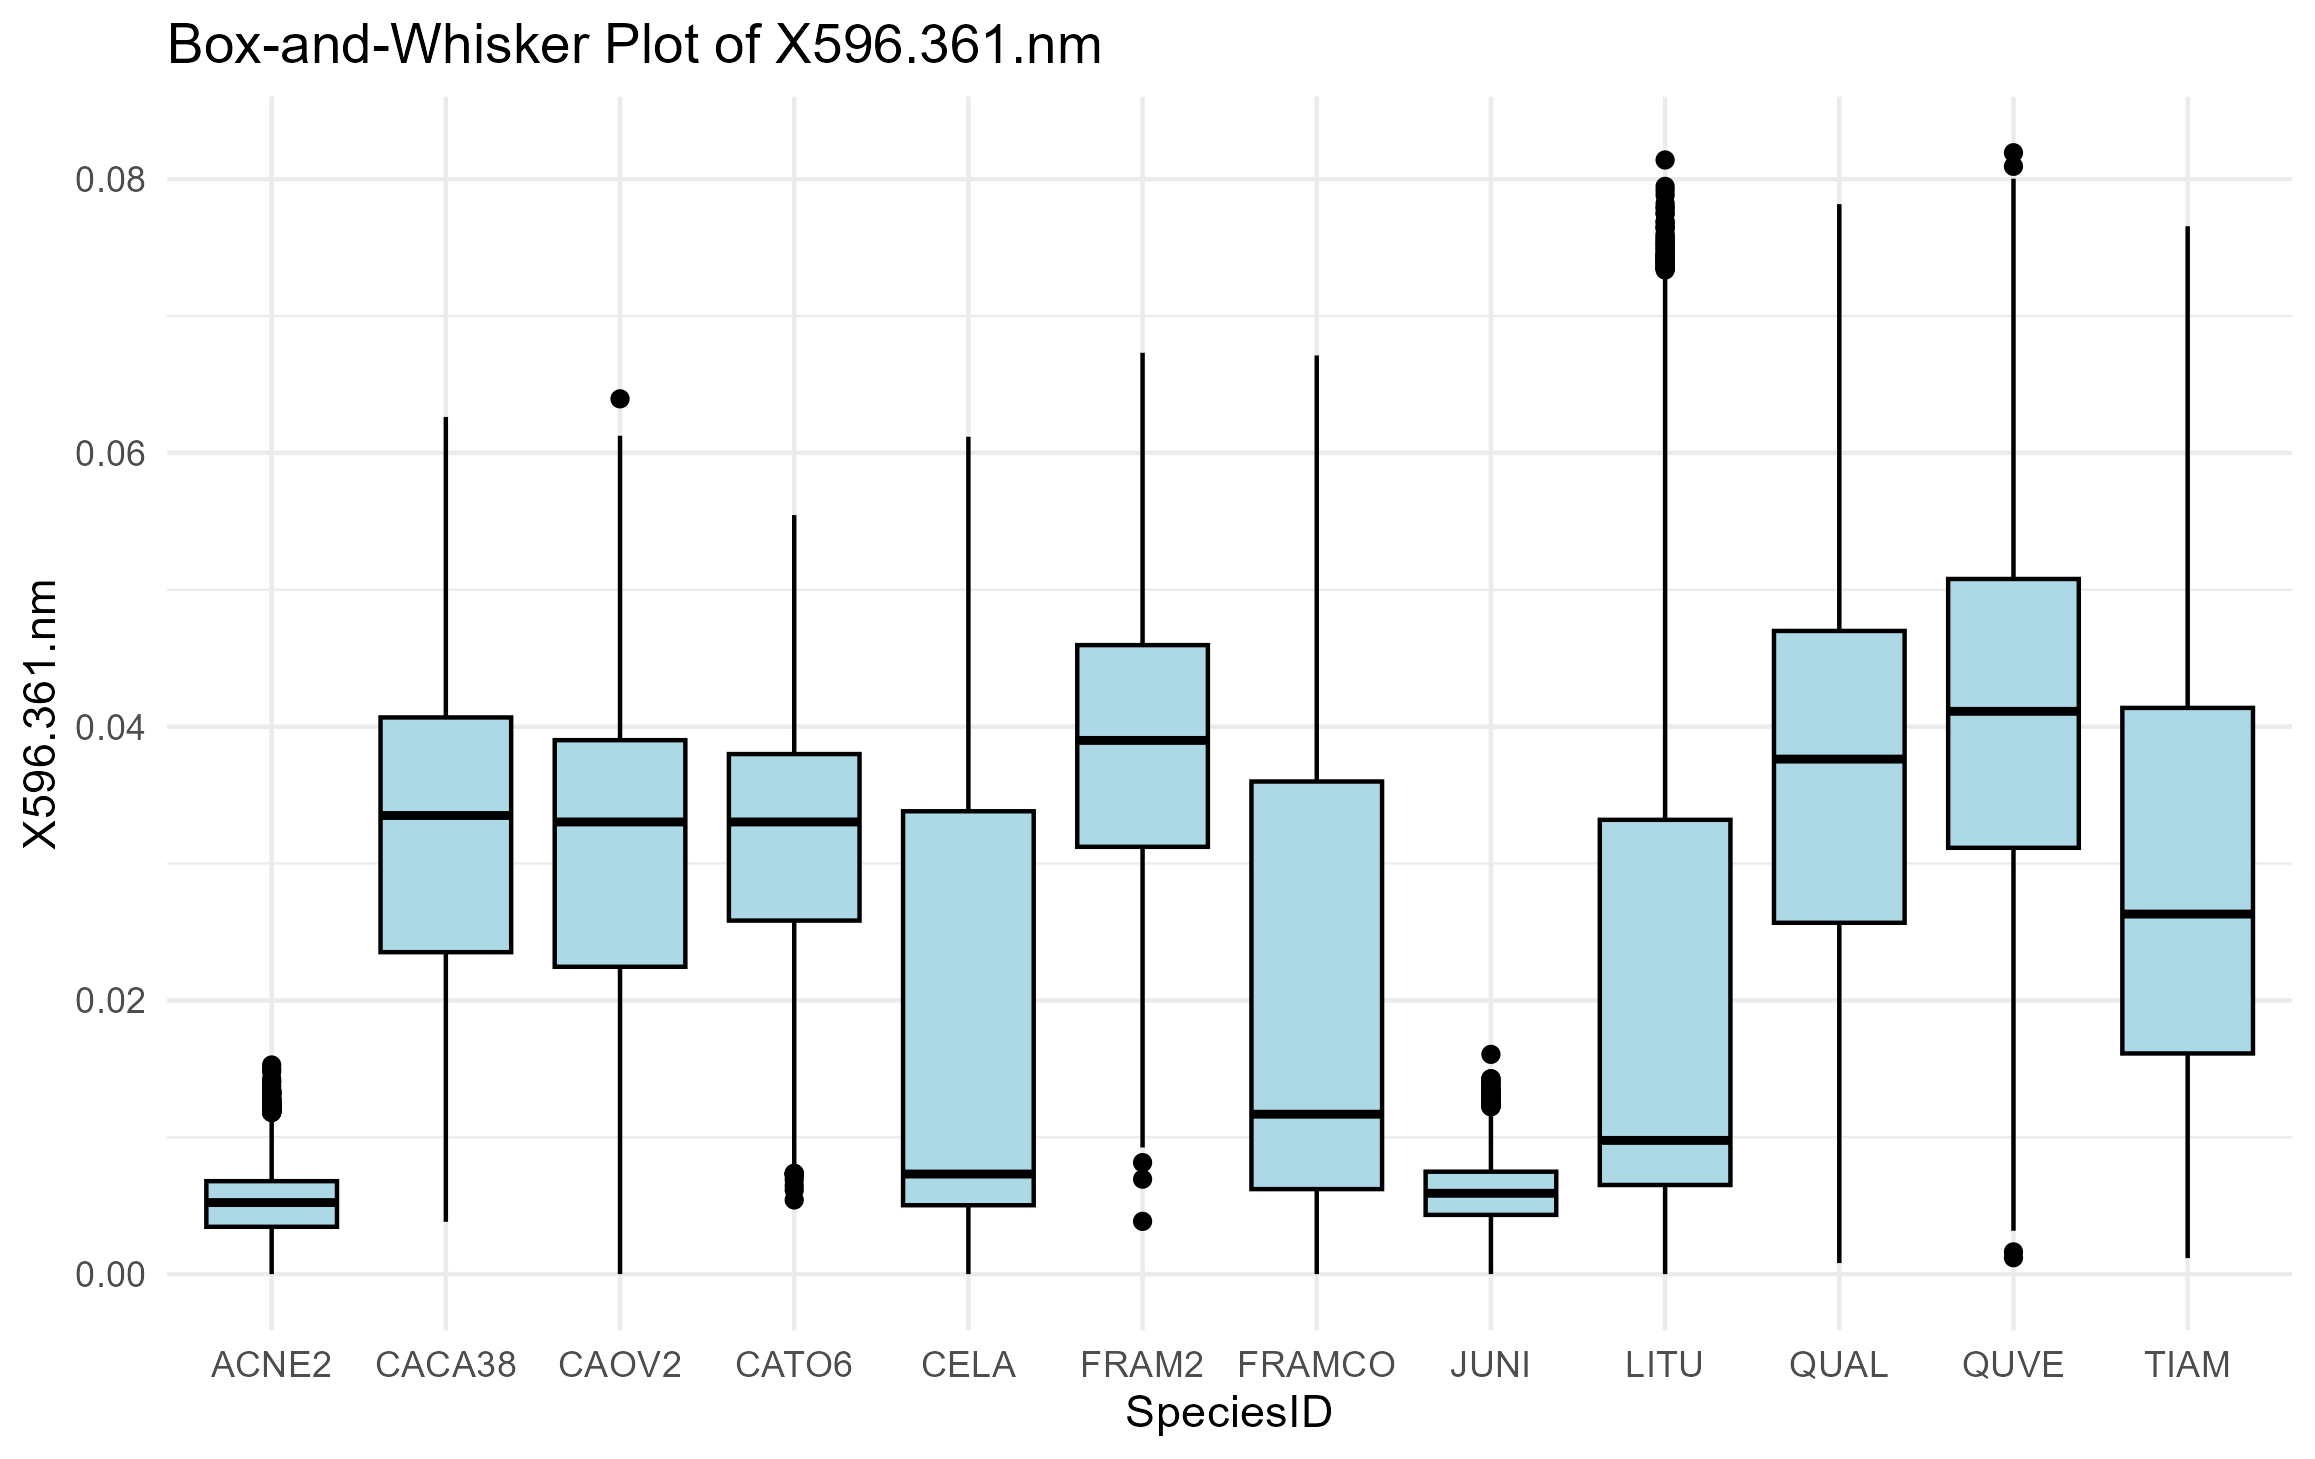 Box-and-Whisker Plot of X596.361.nm
X596.361.nm
0.08
0.06
0.04
0.02
0.00
ACNE2 CACA38 CAOV2 CATO6 CELA FRAM2 FRAMCO JUNI LITU QUAL QUVE TIAM
SpeciesID